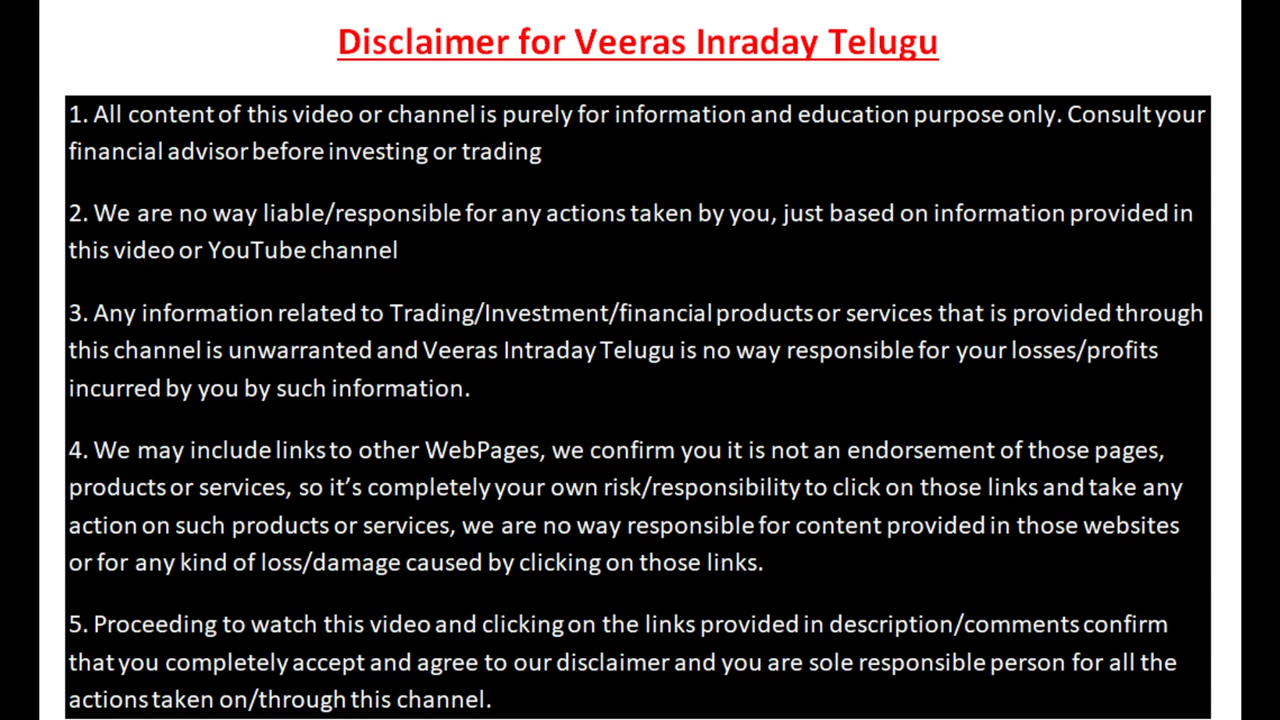 Disclaimer for Veeras Inraday Telugu
1. All content of this video or channel is purely for information and education purpose only. Consult your
financial advisor before investing or trading
2. We are no way liable/responsible for any actions taken by you, just based on information provided in
this video or YouTube channel
3. Any information related to Trading/Investment/financial products or services that is provided through
this channel is unwarranted and Veeras Intraday Telugu is no way responsible for your losses/profits
incurred by you by such information.
4. We may include links to other WebPages, we confirm you it is not an endorsement of those pages,
products or services, so it’s completely your own risk/responsibility to click on those links and take any
action on such products or services, we are no way responsible for content provided in those websites
or for any kind of loss/damage caused by clicking on those links.
5. Proceeding to watch this video and clicking on the links provided in description/comments confirm
that you completely accept and agree to our disclaimer and you are sole responsible person for all the
actions taken on/through this channel.